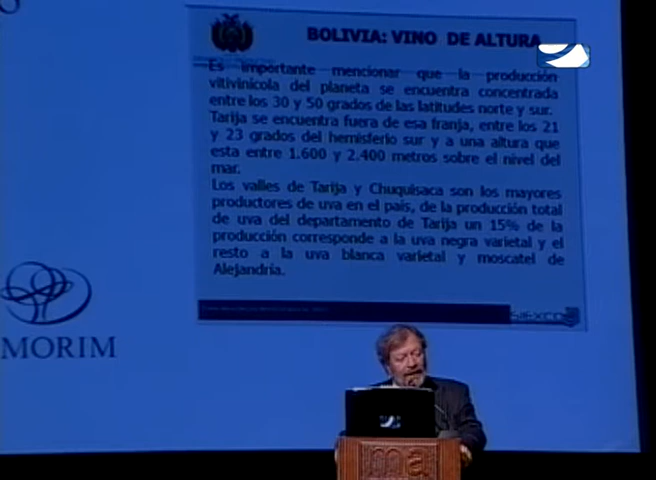 BOLIVIA: VINO DE ALTURA
Es importante mencionar que la producción
vitivinícola del planeta se encuentra concentrada
entre los 30 y 50 grados de las latitudes norte y sur.
Tarija se encuentra fuera de esa franja, entre los 21
y 23 grados del hemisferio sur y a una altura que
esta entre 1.600 y 2.400 metros sobre el nivel del
mar.
Los valles de Tarija y Chuquisaca son los mayores
productores de uva en el país, de la producción total
de uva del departamento de Tarija un 15% de la
producción corresponde a la uva negra varietal y el
resto a la uva blanca varietal y moscatel de
Alejandría.
MORIM
ma